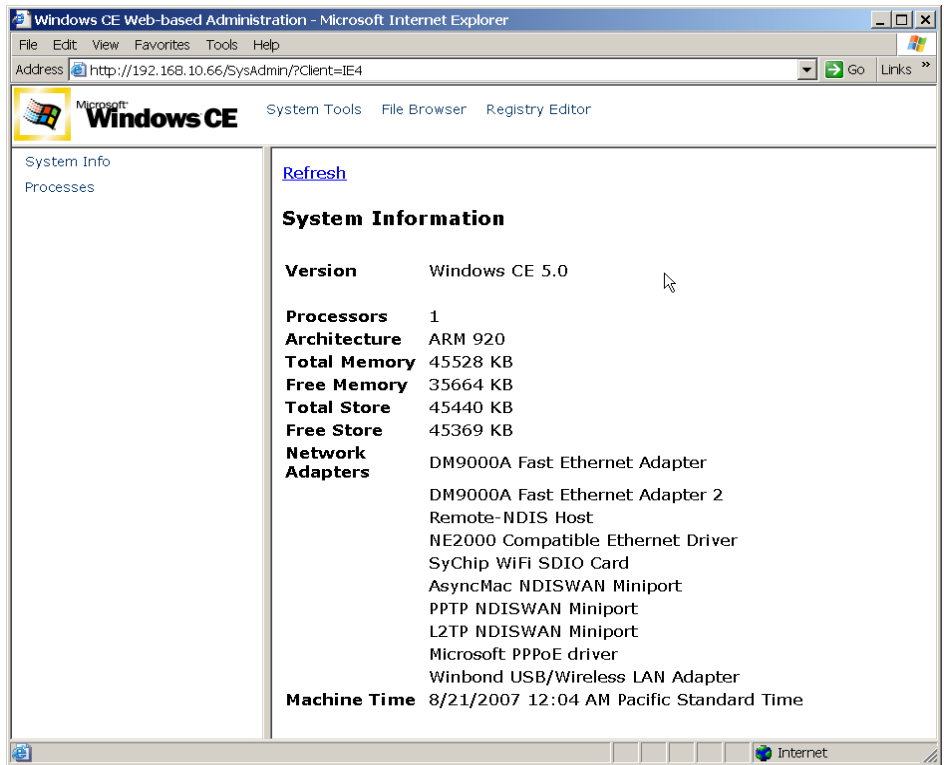 Windows CE Web-based Administration - Microsoft Internet Explorer
File Edit View Favorites Tools Help
Address http://192.168.10.66/SysAdmin/?Client=IE4 Go Links »
Microsoft Windows CE System Tools File Browser Registry Editor
System Info
Processes
Refresh
System Information
Version Windows CE 5.0
Processors 1
Architecture ARM 920
Total Memory 45528 KB
Free Memory 35664 KB
Total Store 45440 KB
Free Store 45369 KB
Network
Adapters DM9000A Fast Ethernet Adapter
DM9000A Fast Ethernet Adapter 2
Remote-NDIS Host
NE2000 Compatible Ethernet Driver
SyChip WiFi SDIO Card
AsyncMac NDISWAN Miniport
PPTP NDISWAN Miniport
L2TP NDISWAN Miniport
Microsoft PPPoE driver
Winbond USB/Wireless LAN Adapter
Machine Time 8/21/2007 12:04 AM Pacific Standard Time
Internet